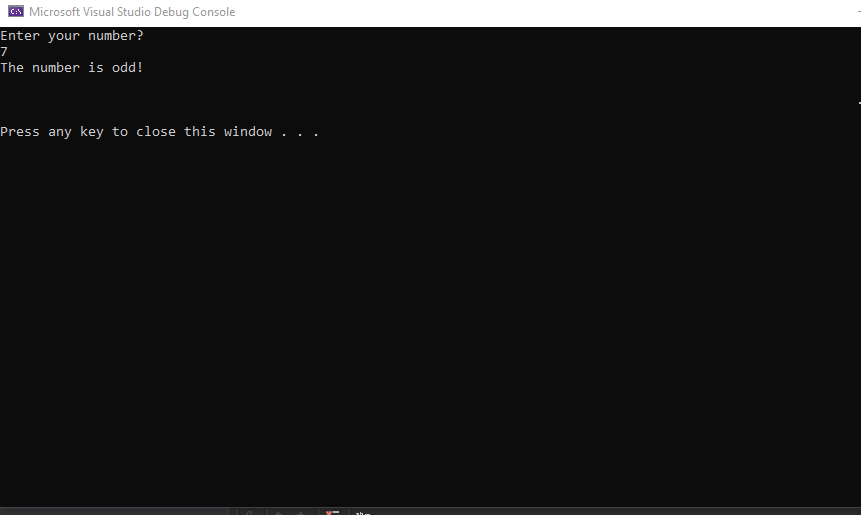 Microsoft Visual Studio Debug Console
Enter your number?
7
The number is odd!
Press any key to close this window . . .